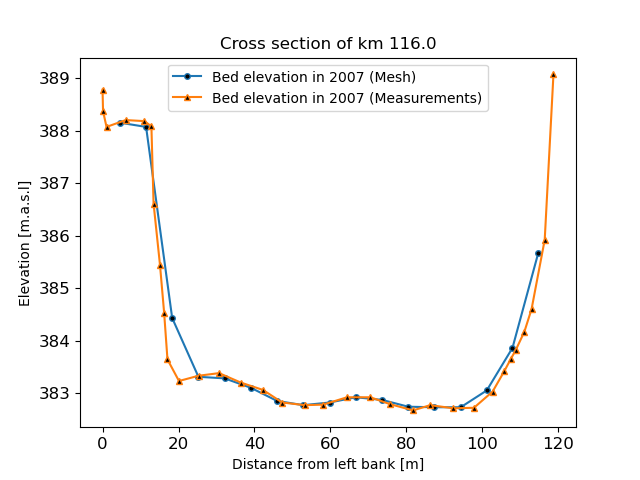 Cross section of km 116.0
Bed elevation in 2007 (Mesh)
Bed elevation in 2007 (Measurements)
Elevation [m.a.s.l]
389
388
387
386
385
384
383
0 20 40 60 80 100 120
Distance from left bank [m]